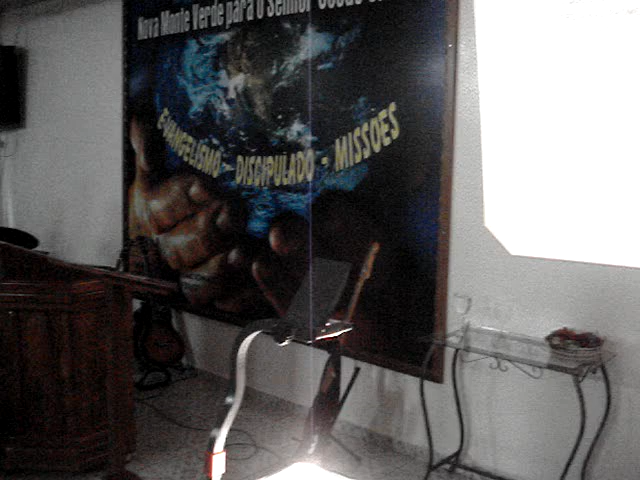 Nova Monte Verde para o Senhor
EVANGELISMO - DISCIPULADO - MISSÕES